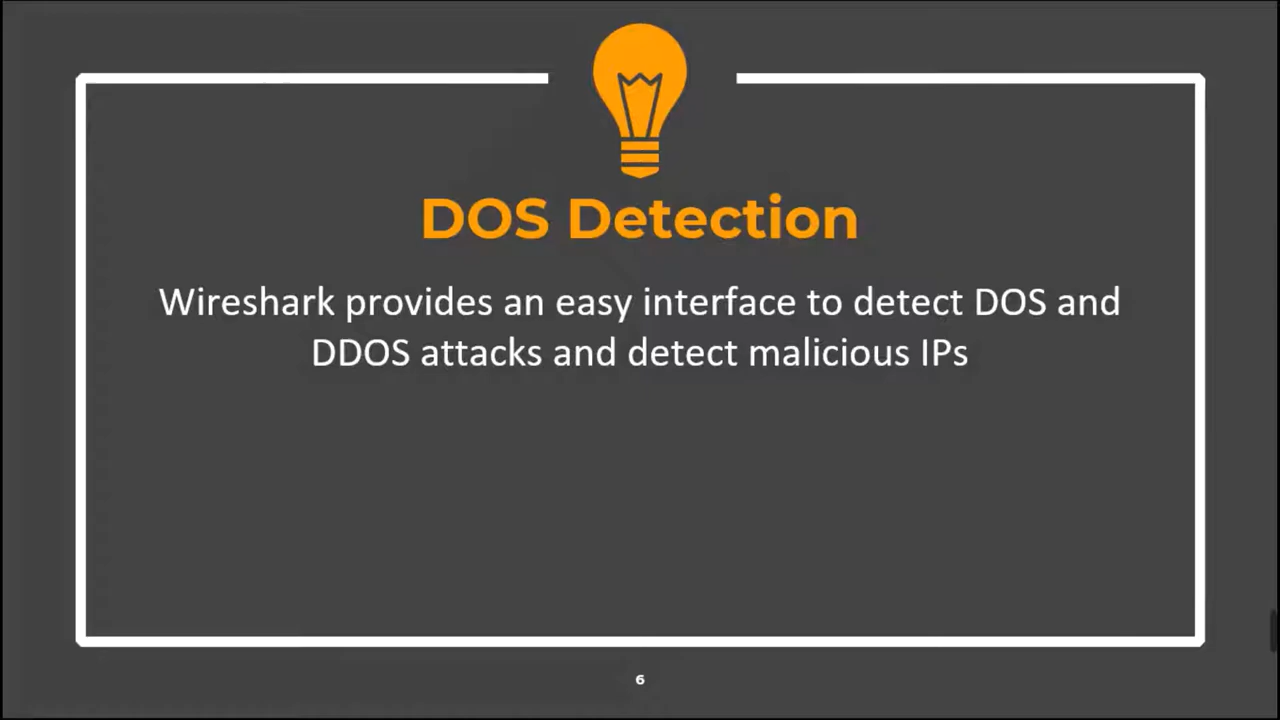 DOS Detection
Wireshark provides an easy interface to detect DOS and
DDOS attacks and detect malicious IPs
6